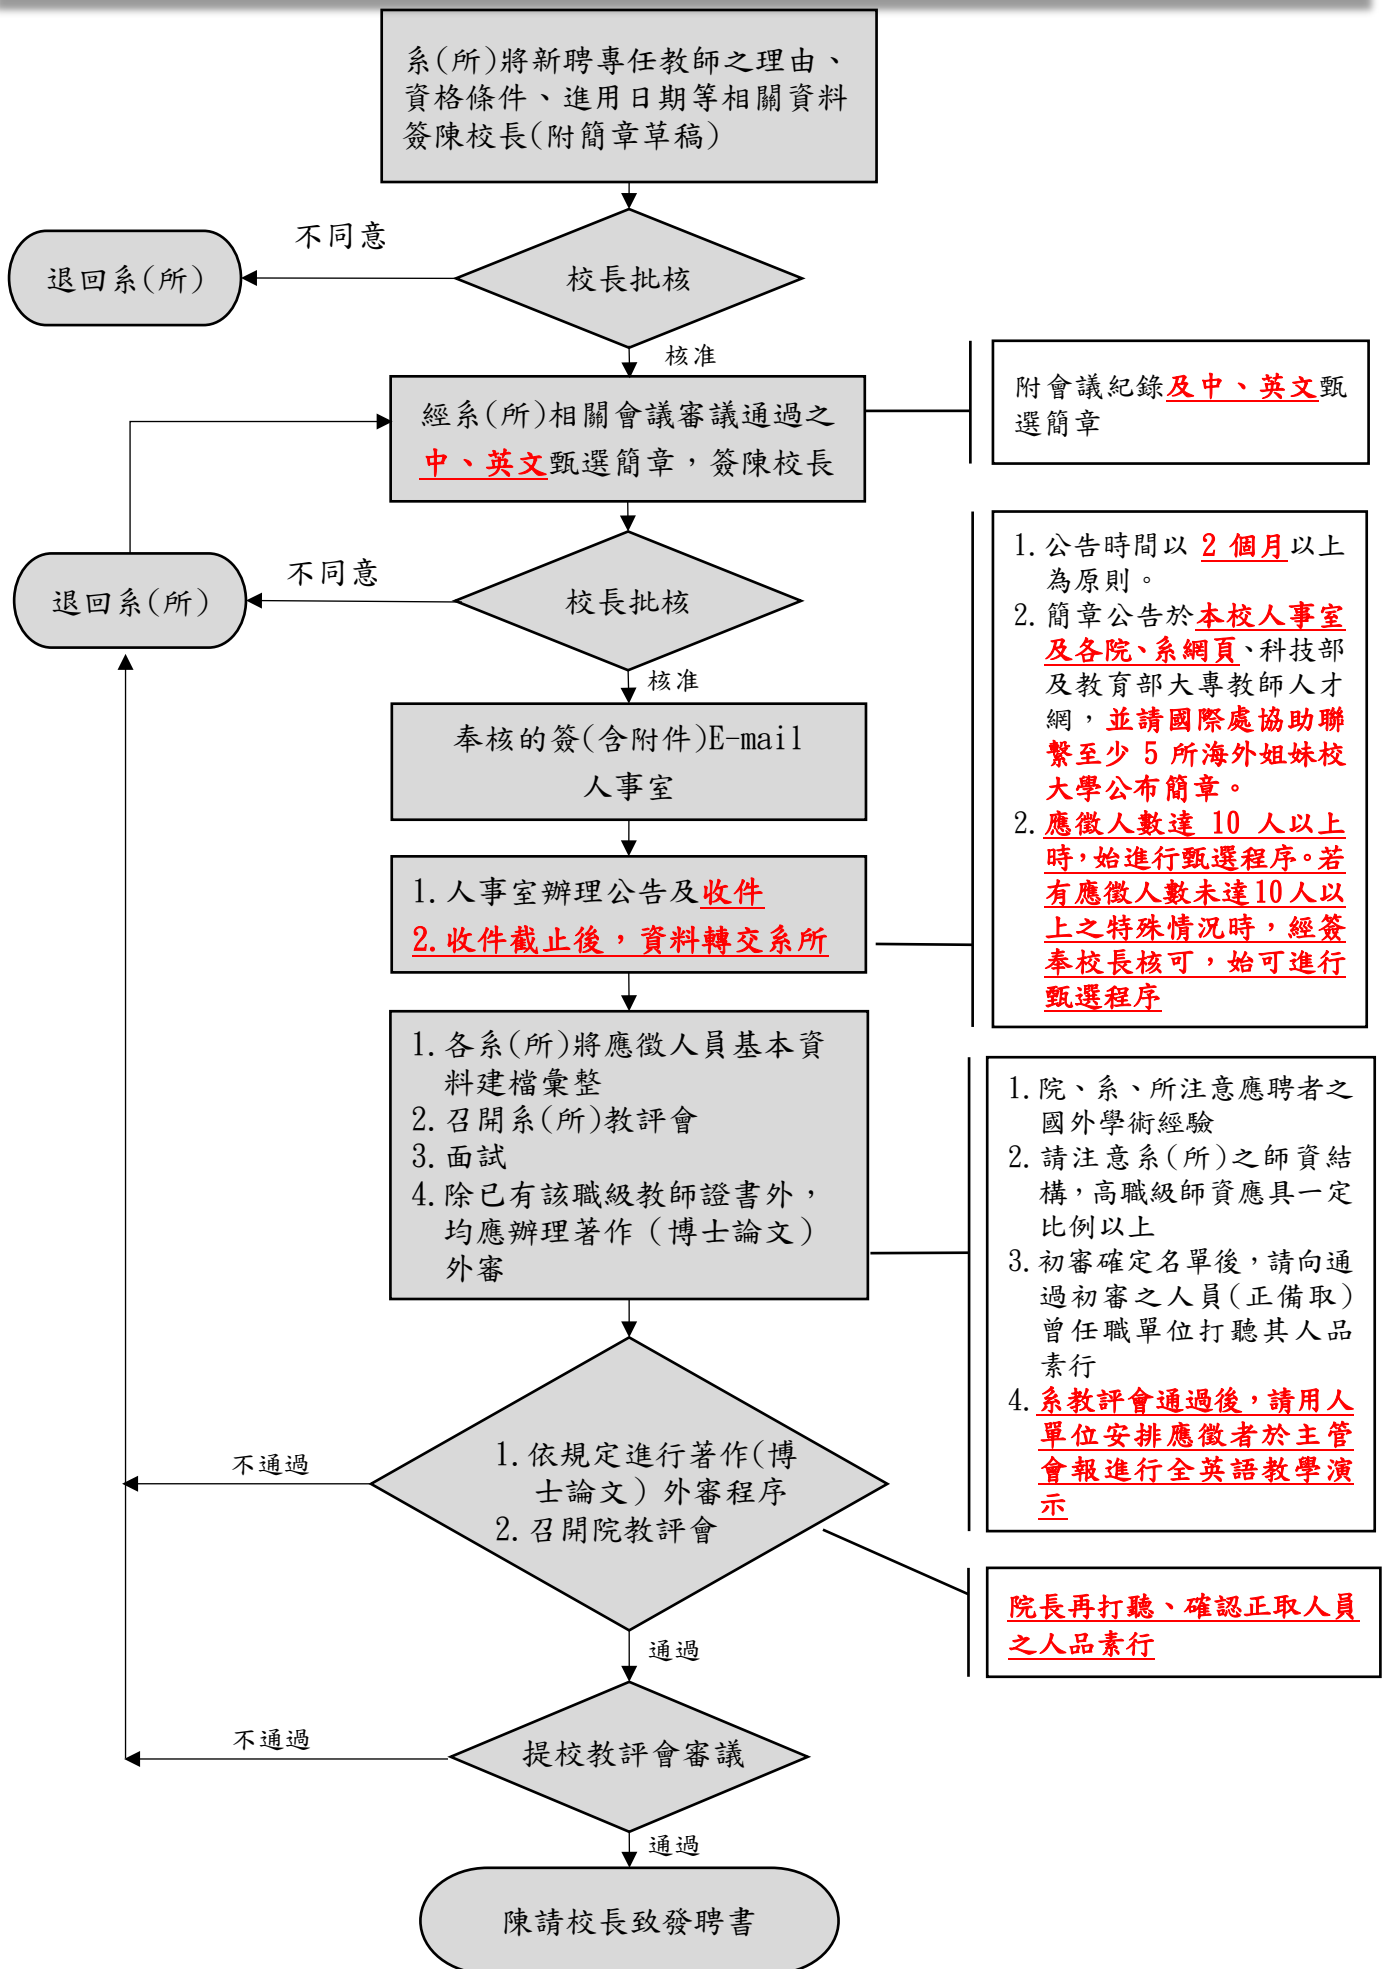 系(所)將新聘專任教師之理由、
資格條件、進用日期等相關資料
簽陳校長(附簡章草稿)
不同意
退回系(所)
校長批核
核准
經系(所)相關會議審議通過之
中、英文甄選簡章，簽陳校長
附會議紀錄及中、英文甄
選簡章
不同意
退回系(所)
校長批核
核准
奉核的簽(含附件)E-mail
人事室
1.人事室辦理公告及收件
2.收件截止後，資料轉交系所
1.公告時間以 2 個月以上
為原則。
2.簡章公告於本校人事室
及各院、系網頁、科技部
及教育部大專教師人才
網，並請國際處協助聯
繫至少 5 所海外姐妹校
大學公布簡章。
2.應徵人數達 10 人以上
時，始進行甄選程序。若
有應徵人數未達10人以
上之特殊情況時，經簽
奉校長核可，始可進行
甄選程序
1.各系(所)將應徵人員基本資
料建檔彙整
2.召開系(所)教評會
3.面試
4.除已有該職級教師證書外，
均應辦理著作（博士論文）
外審
1.院、系、所注意應聘者之
國外學術經驗
2.請注意系(所)之師資結
構，高職級師資應具一定
比例以上
3.初審確定名單後，請向通
過初審之人員(正備取)
曾任職單位打聽其人品
素行
4.系教評會通過後，請用人
單位安排應徵者於主管
會報進行全英語教學演
示
不通過
1.依規定進行著作(博
士論文）外審程序
2.召開院教評會
院長再打聽、確認正取人員
之人品素行
通過
不通過
提校教評會審議
通過
陳請校長致發聘書